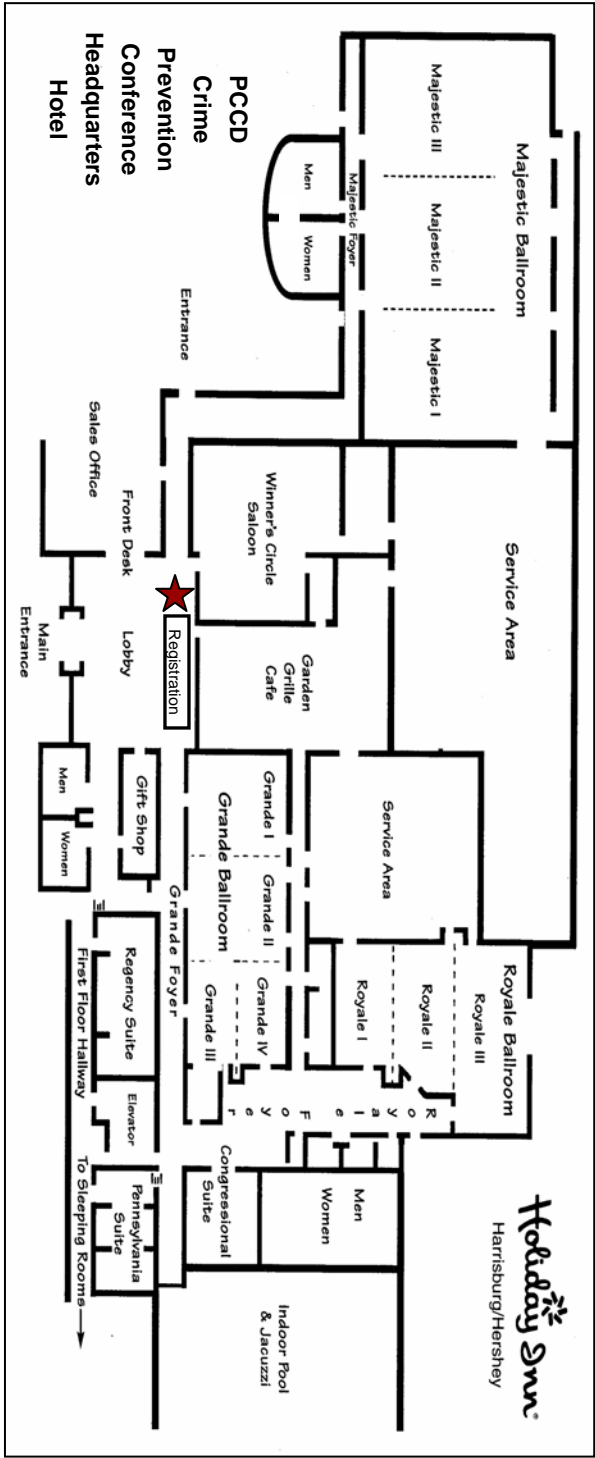 Holiday Inn®
Harrisburg/Hershey
PCCD
Crime
Prevention
Conference
Headquarters
Hotel
Majestic Ballroom
Majestic III
Majestic II
Majestic I
Majestic Foyer
Men
Women
Entrance
Sales Office
Front Desk
Winner's Circle
Saloon
Service Area
Registration
Lobby
Main
Entrance
Garden
Grille
Cafe
Men
Women
Gift Shop
Grande I
Grande II
Grande Ballroom
Grande III
Grande IV
Grande Foyer
Service Area
Royale Ballroom
Royale III
Royale II
Royale I
Royale Foyer
Regency Suite
First Floor Hallway
Elevator
To Sleeping Rooms
Pennsylvania
Suite
Congressional
Suite
Men
Women
Indoor Pool
& Jacuzzi